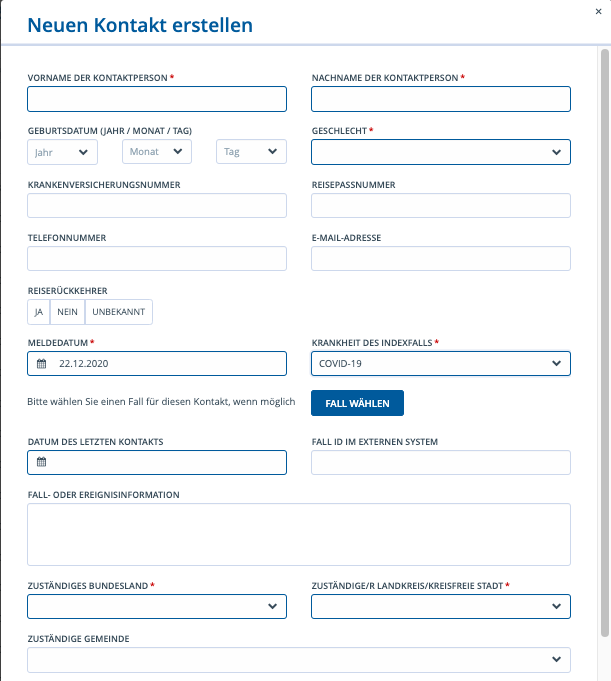 Neuen Kontakt erstellen
×
VORNAME DER KONTAKTPERSON *
NACHNAME DER KONTAKTPERSON *
GEBURTSDATUM (JAHR / MONAT / TAG)
GESCHLECHT *
Jahr
Monat
Tag
KRANKENVERSICHERUNGSNUMMER
REISEPASSNUMMER
TELEFONNUMMER
E-MAIL-ADRESSE
REISERÜCKKEHRER
JA NEIN UNBEKANNT
MELDEDATUM *
KRANKHEIT DES INDEXFALLS *
22.12.2020
COVID-19
Bitte wählen Sie einen Fall für diesen Kontakt, wenn möglich
FALL WÄHLEN
DATUM DES LETZTEN KONTAKTS
FALL ID IM EXTERNEN SYSTEM
FALL- ODER EREIGNISINFORMATION
ZUSTÄNDIGES BUNDESLAND *
ZUSTÄNDIGE/R LANDKREIS/KREISFREIE STADT *
ZUSTÄNDIGE GEMEINDE